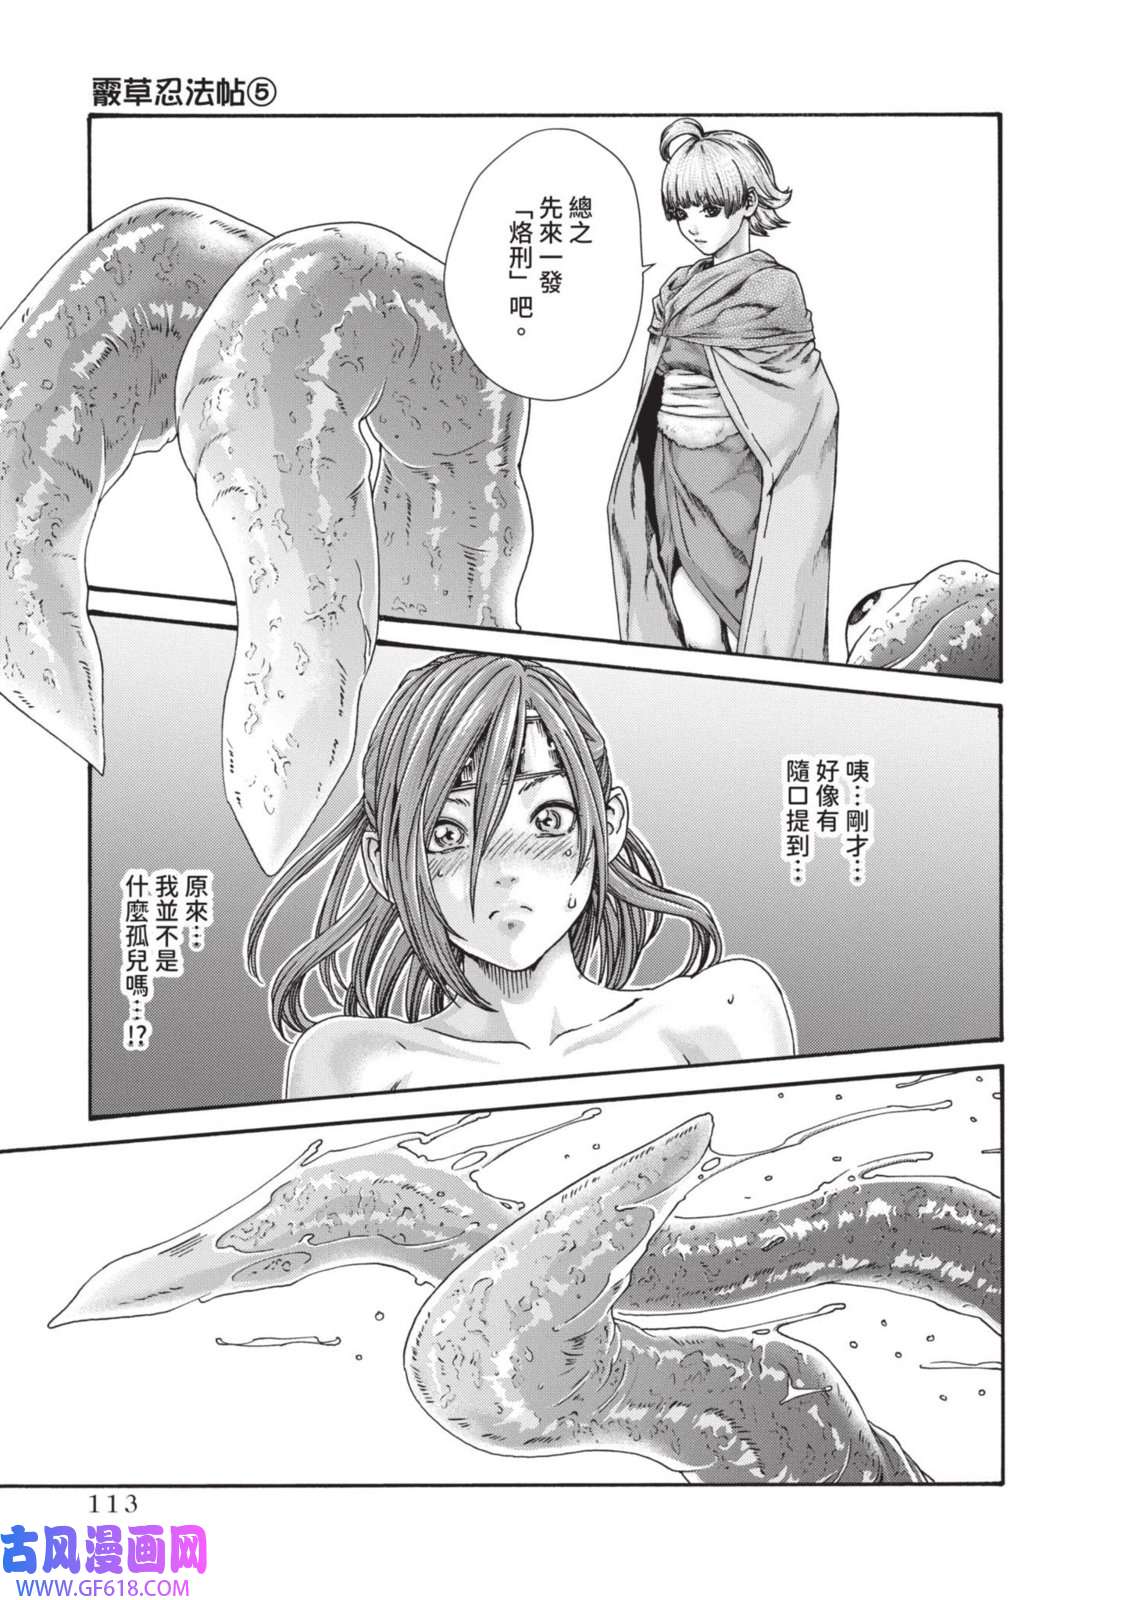 霰草忍法帖⑤
總之
先來一發
「烙刑」吧。
咦…剛才…
好像有
隨口提到…
原來…
我並不是
什麼孤兒嗎…!?
113
古风漫画网
WWW.GF618.COM